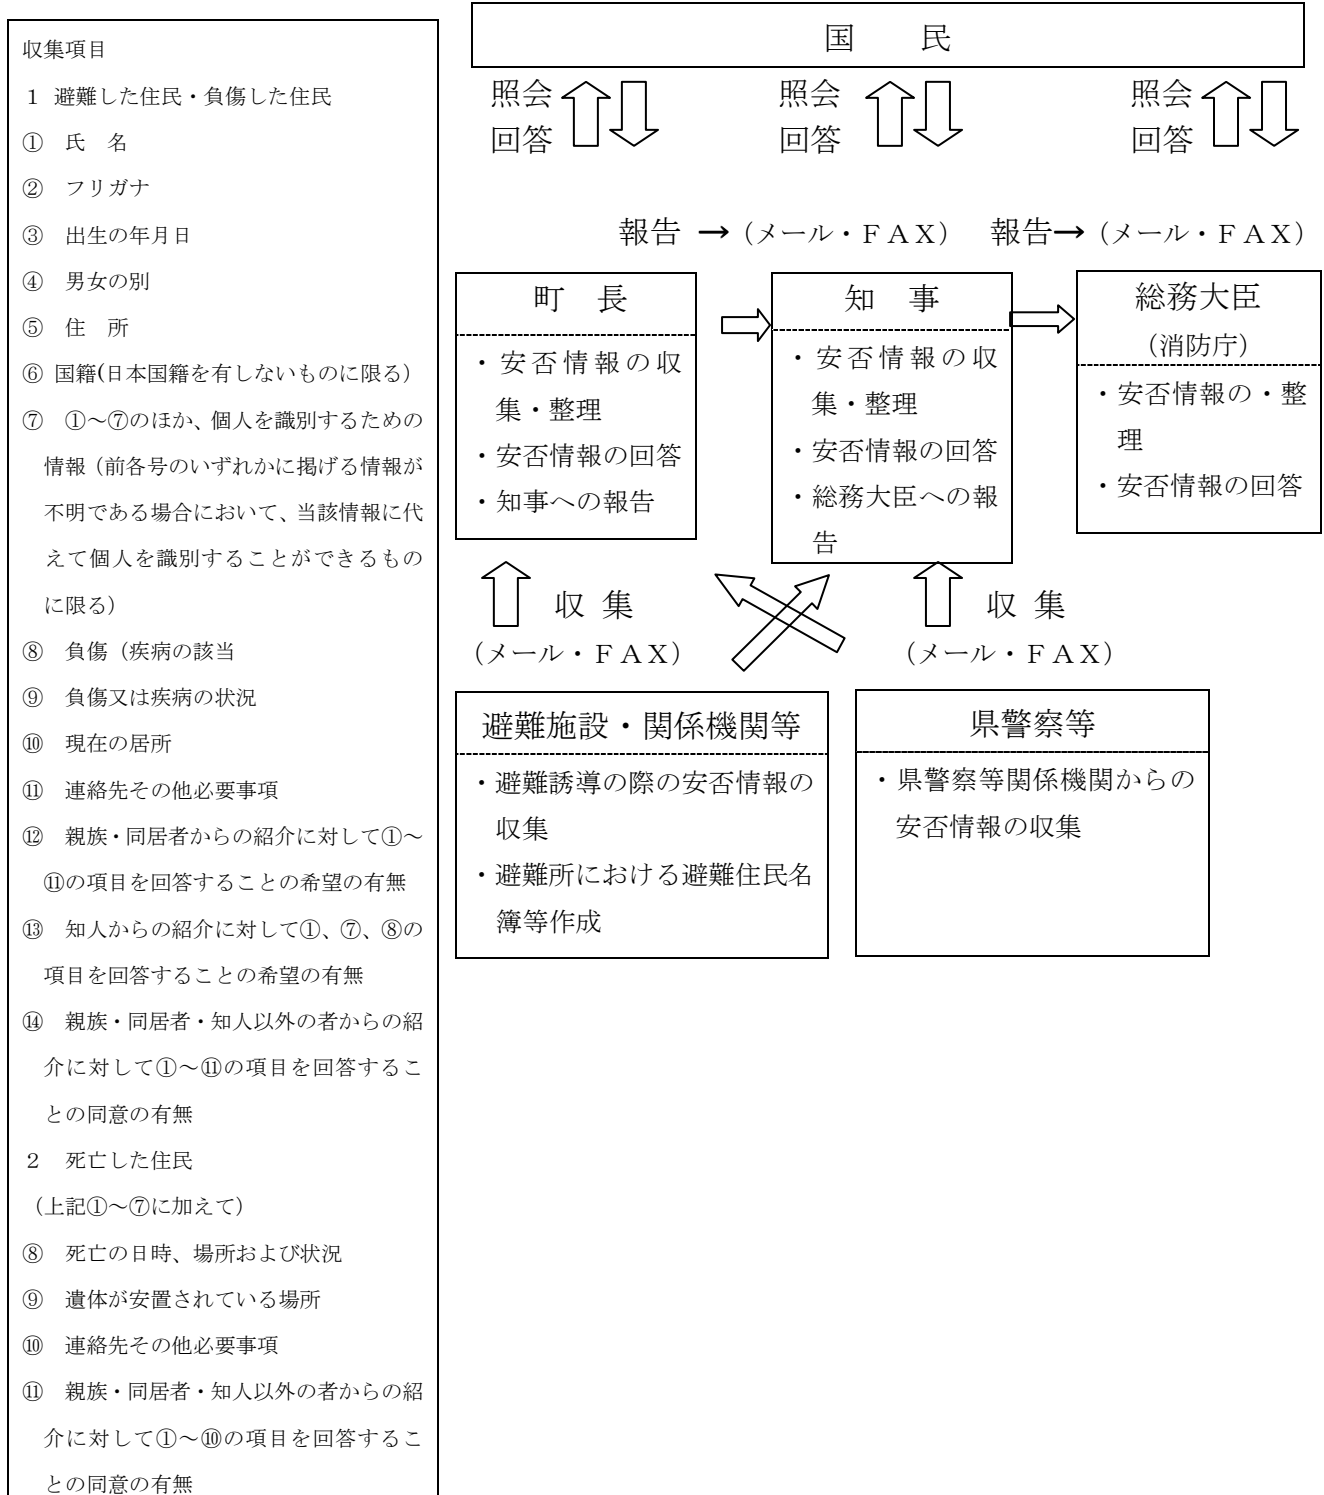 収集項目
１ 避難した住民・負傷した住民
① 氏 名
② フリガナ
③ 出生の年月日
④ 男女の別
⑤ 住 所
⑥ 国籍(日本国籍を有しないものに限る）
⑦ ①～⑦のほか、個人を識別するための
情報（前各号のいずれかに掲げる情報が
不明である場合において、当該情報に代
えて個人を識別することができるもの
に限る）
⑧ 負傷（疾病の該当
⑨ 負傷又は疾病の状況
⑩ 現在の居所
⑪ 連絡先その他必要事項
⑫ 親族・同居者からの紹介に対して①～
⑪の項目を回答することの希望の有無
⑬ 知人からの紹介に対して①、⑦、⑧の
項目を回答することの希望の有無
⑭ 親族・同居者・知人以外の者からの紹
介に対して①～⑪の項目を回答するこ
との同意の有無
２ 死亡した住民
（上記①～⑦に加えて）
⑧ 死亡の日時、場所および状況
⑨ 遺体が安置されている場所
⑩ 連絡先その他必要事項
⑪ 親族・同居者・知人以外の者からの紹
介に対して①～⑩の項目を回答するこ
との同意の有無
国 民
照会
回答
照会
回答
照会
回答
報告 →（メール・ＦＡＸ） 報告→（メール・ＦＡＸ）
町 長
・安否情報の収
集・整理
・安否情報の回答
・知事への報告
知 事
・安否情報の収
集・整理
・安否情報の回答
・総務大臣への報
告
総務大臣
（消防庁）
・安否情報の・整
理
・安否情報の回答
収 集
（メール・ＦＡＸ）
収 集
（メール・ＦＡＸ）
避難施設・関係機関等
・避難誘導の際の安否情報の
収集
・避難所における避難住民名
簿等作成
県警察等
・県警察等関係機関からの
安否情報の収集